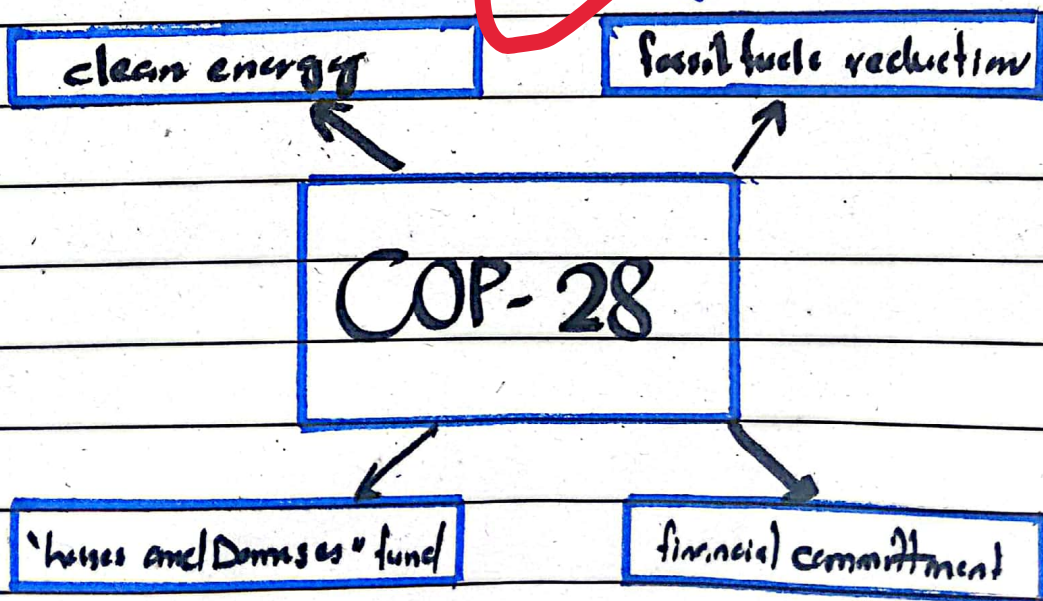 clean energy
fossil fuels reduction
COP-28
"Losses and Damages" fund
financial committment